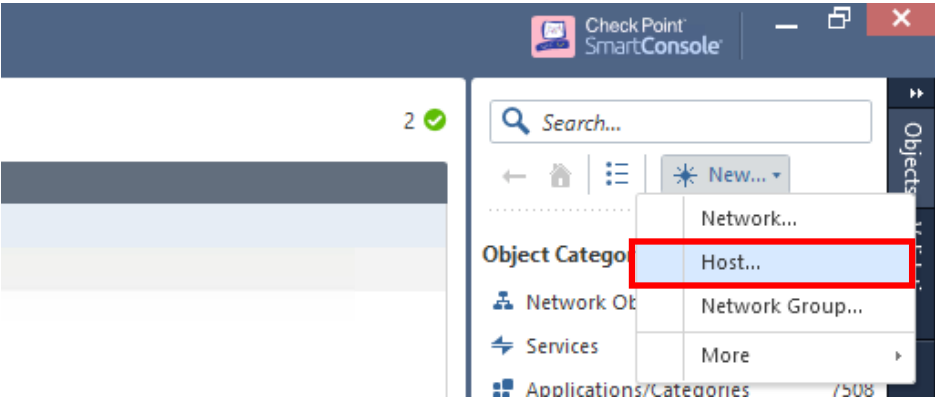 Check Point
SmartConsole
2
Search...
Objects
New...
Network...
Object Categor
Host...
Network Ob
Network Group...
Services
More
Applications/Categories 7508